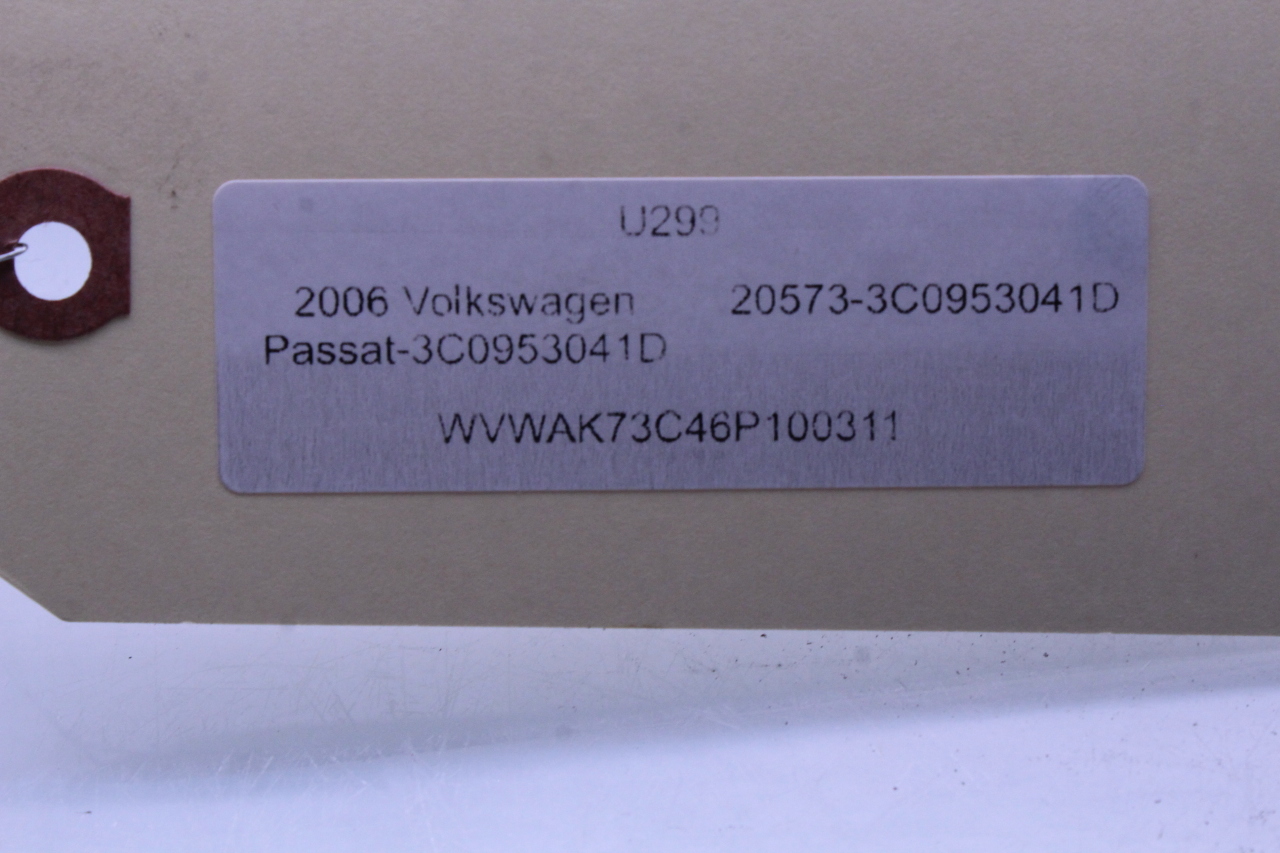 U299
2006 Volkswagen 20573-3C0953041D
Passat-3C0953041D
WVWAK73C46P100311